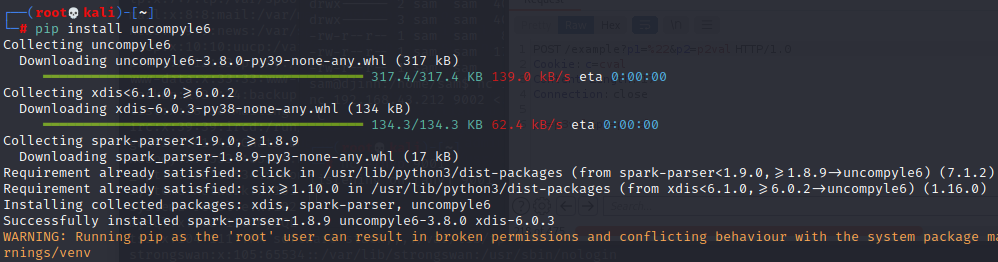 ┌──(root💀kali)-[~]
└─# pip install uncompyle6
Collecting uncompyle6
Downloading uncompyle6-3.8.0-py39-none-any.whl (317 kB)
317.4/317.4 KB 139.0 kB/s eta 0:00:00
Collecting xdis<6.1.0,≥6.0.2
Downloading xdis-6.0.3-py38-none-any.whl (134 kB)
134.3/134.3 KB 62.4 kB/s eta 0:00:00
Collecting spark-parser<1.9.0,≥1.8.9
Downloading spark_parser-1.8.9-py3-none-any.whl (17 kB)
Requirement already satisfied: click in /usr/lib/python3/dist-packages (from spark-parser<1.9.0,≥1.8.9→uncompyle6) (7.1.2)
Requirement already satisfied: six≥1.10.0 in /usr/lib/python3/dist-packages (from xdis<6.1.0,≥6.0.2→uncompyle6) (1.16.0)
Installing collected packages: xdis, spark-parser, uncompyle6
Successfully installed spark-parser-1.8.9 uncompyle6-3.8.0 xdis-6.0.3
WARNING: Running pip as the 'root' user can result in broken permissions and conflicting behaviour with the system package ma
rnings/venv